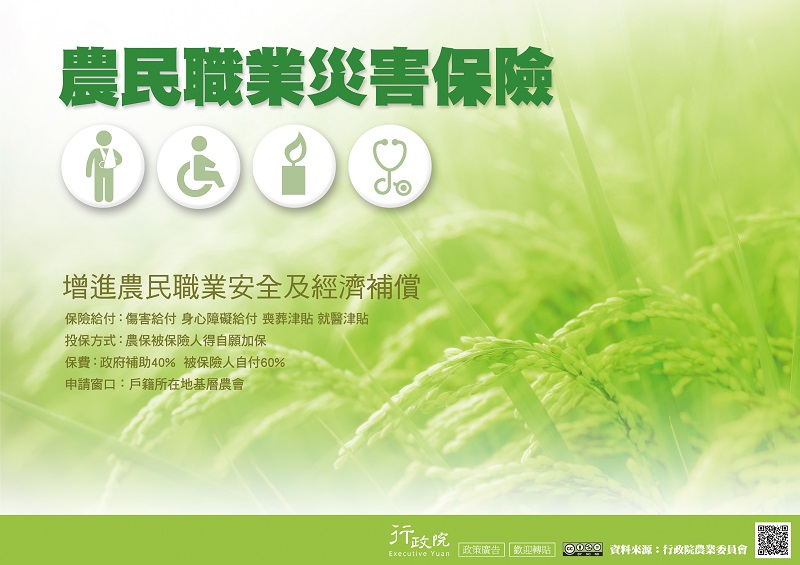 農民職業災害保險
增進農民職業安全及經濟補償
保險給付：傷害給付 身心障礙給付 喪葬津貼 就醫津貼
投保方式：農保被保險人得自願加保
保費：政府補助40% 被保險人自付60%
申請窗口：戶籍所在地基層農會
行政院
Executive Yuan
政策廣告
歡迎轉貼
資料來源：行政院農業委員會